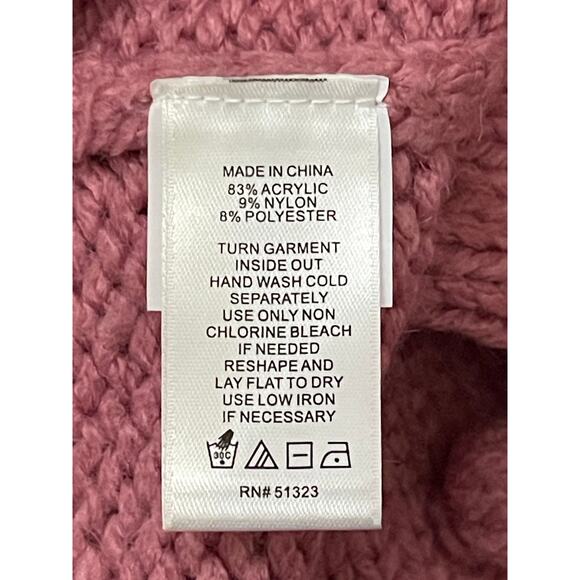 MADE IN CHINA
83% ACRYLIC
9% NYLON
8% POLYESTER
TURN GARMENT
INSIDE OUT
HAND WASH COLD
SEPARATELY
USE ONLY NON
CHLORINE BLEACH
IF NEEDED
RESHAPE AND
LAY FLAT TO DRY
USE LOW IRON
IF NECESSARY
30C
RN# 51323